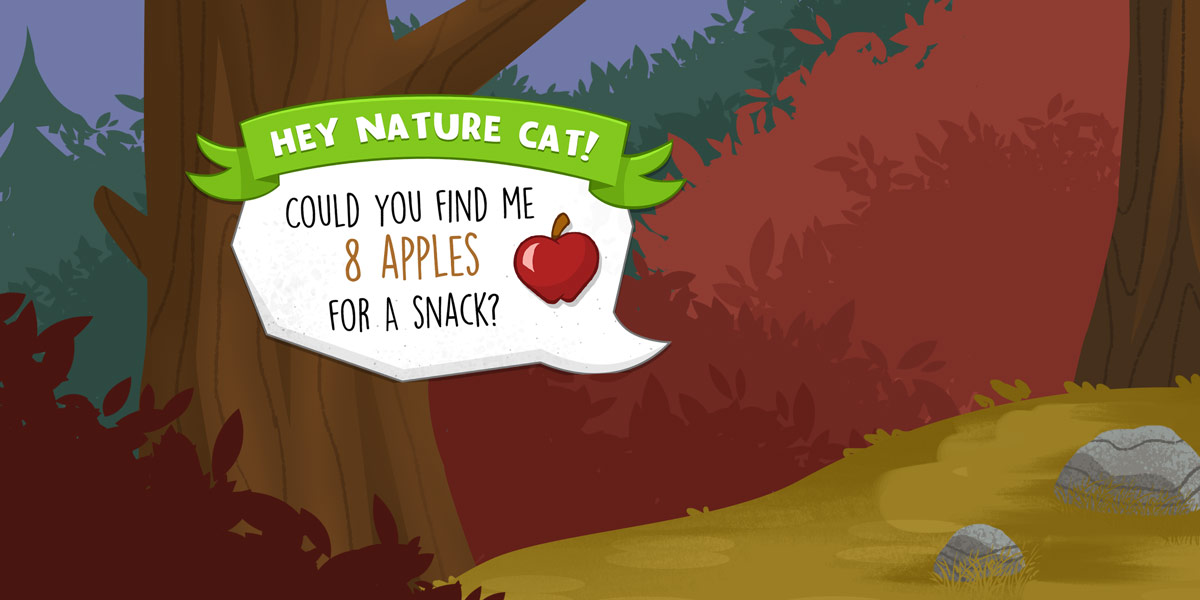 HEY NATURE CAT!
COULD YOU FIND ME
8 APPLES
FOR A SNACK?